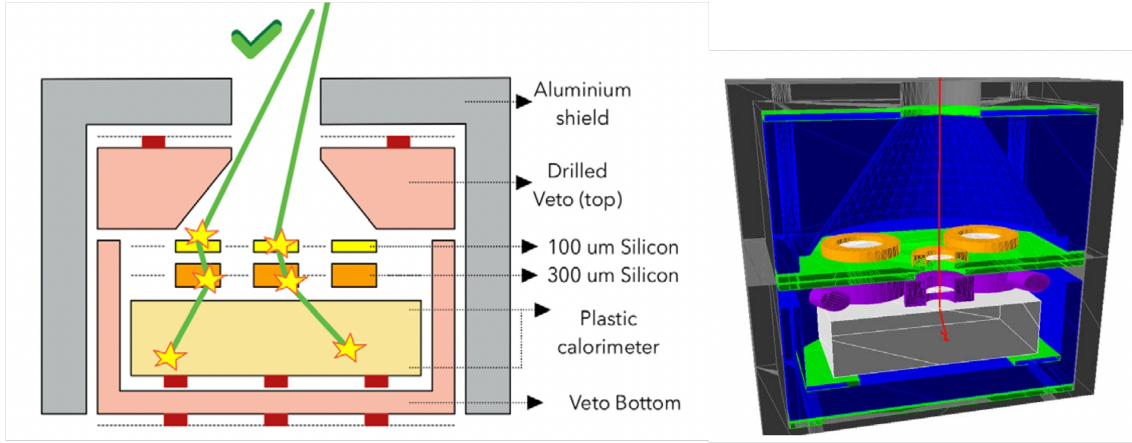 Aluminium
shield
Drilled
Veto (top)
100 um Silicon
300 um Silicon
Plastic
calorimeter
Veto Bottom